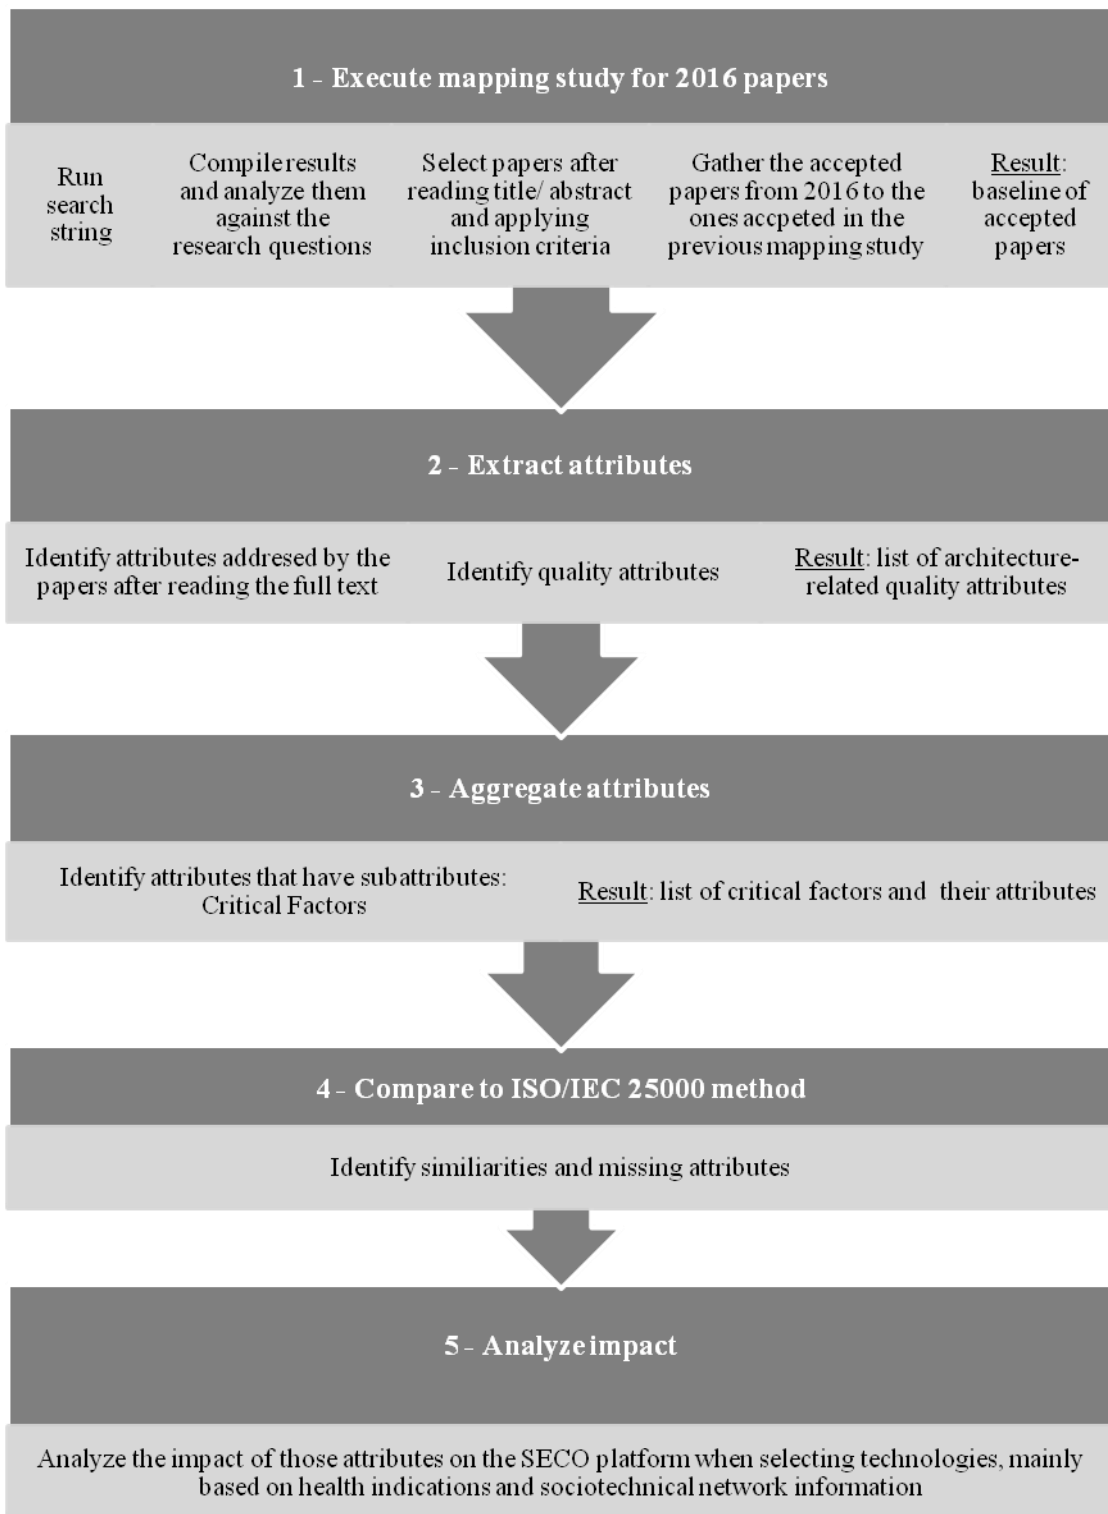 1 - Execute mapping study for 2016 papers
Run
search
string
Compile results
and analyze them
against the
research questions
Select papers after
reading title/ abstract
and applying
inclusion criteria
Gather the accepted
papers from 2016 to the
ones accpeted in the
previous mapping study
Result:
baseline of
accepted
papers
2 - Extract attributes
Identify attributes addresed by the
papers after reading the full text
Identify quality attributes
Result: list of architecture-
related quality attributes
3 - Aggregate attributes
Identify attributes that have subattributes:
Critical Factors
Result: list of critical factors and their attributes
4 - Compare to ISO/IEC 25000 method
Identify similiarities and missing attributes
5 - Analyze impact
Analyze the impact of those attributes on the SECO platform when selecting technologies, mainly
based on health indications and sociotechnical network information